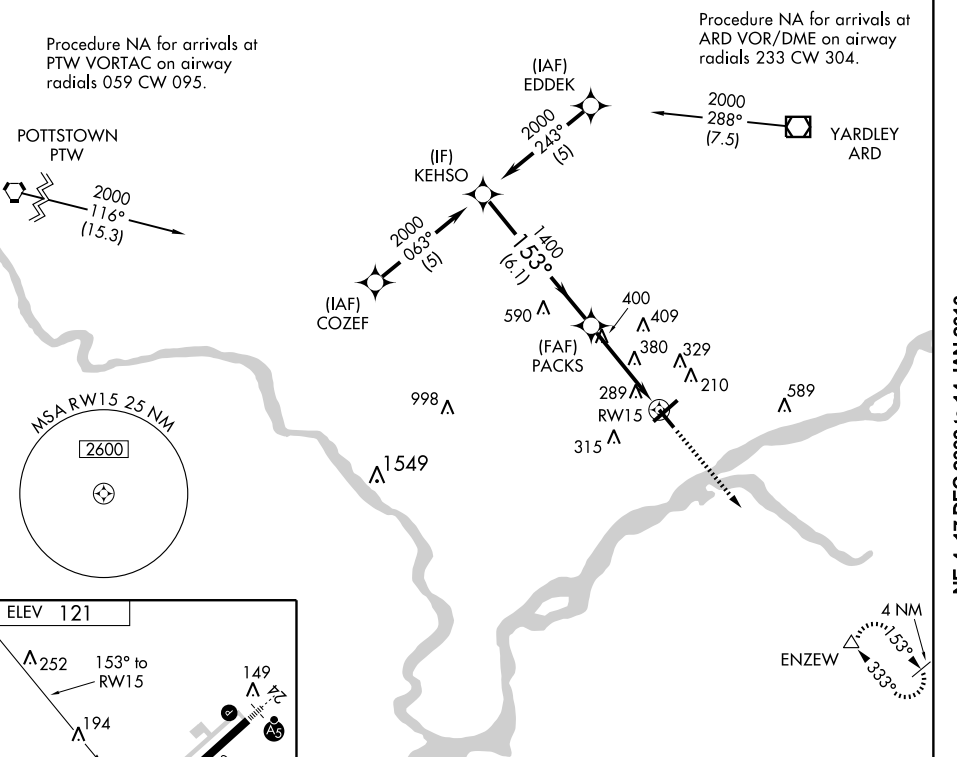 Procedure NA for arrivals at
PTW VORTAC on airway
radials 059 CW 095.
Procedure NA for arrivals at
ARD VOR/DME on airway
radials 233 CW 304.
(IAF)
EDDEK
2000
288°
(7.5)
YARDLEY
ARD
POTTSTOWN
PTW
2000
116°
(15.3)
(IF)
KEHSO
2000
243°
(5)
2000
063°
(5)
1400
153°
(6.1)
(IAF)
COZEF
590
400
409
(FAF)
PACKS
380
329
210
289
RW15
589
998
315
1549
MSA RW15 25 NM
2600
ELEV 121
252
153° to
RW15
194
149
24
P
A5
4 NM
ENZEW
153°
333°